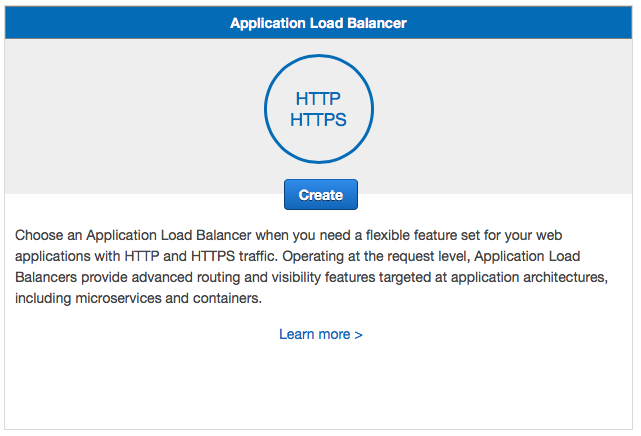 Application Load Balancer
HTTP
HTTPS
Create
Choose an Application Load Balancer when you need a flexible feature set for your web
applications with HTTP and HTTPS traffic. Operating at the request level, Application Load
Balancers provide advanced routing and visibility features targeted at application architectures,
including microservices and containers.
Learn more >